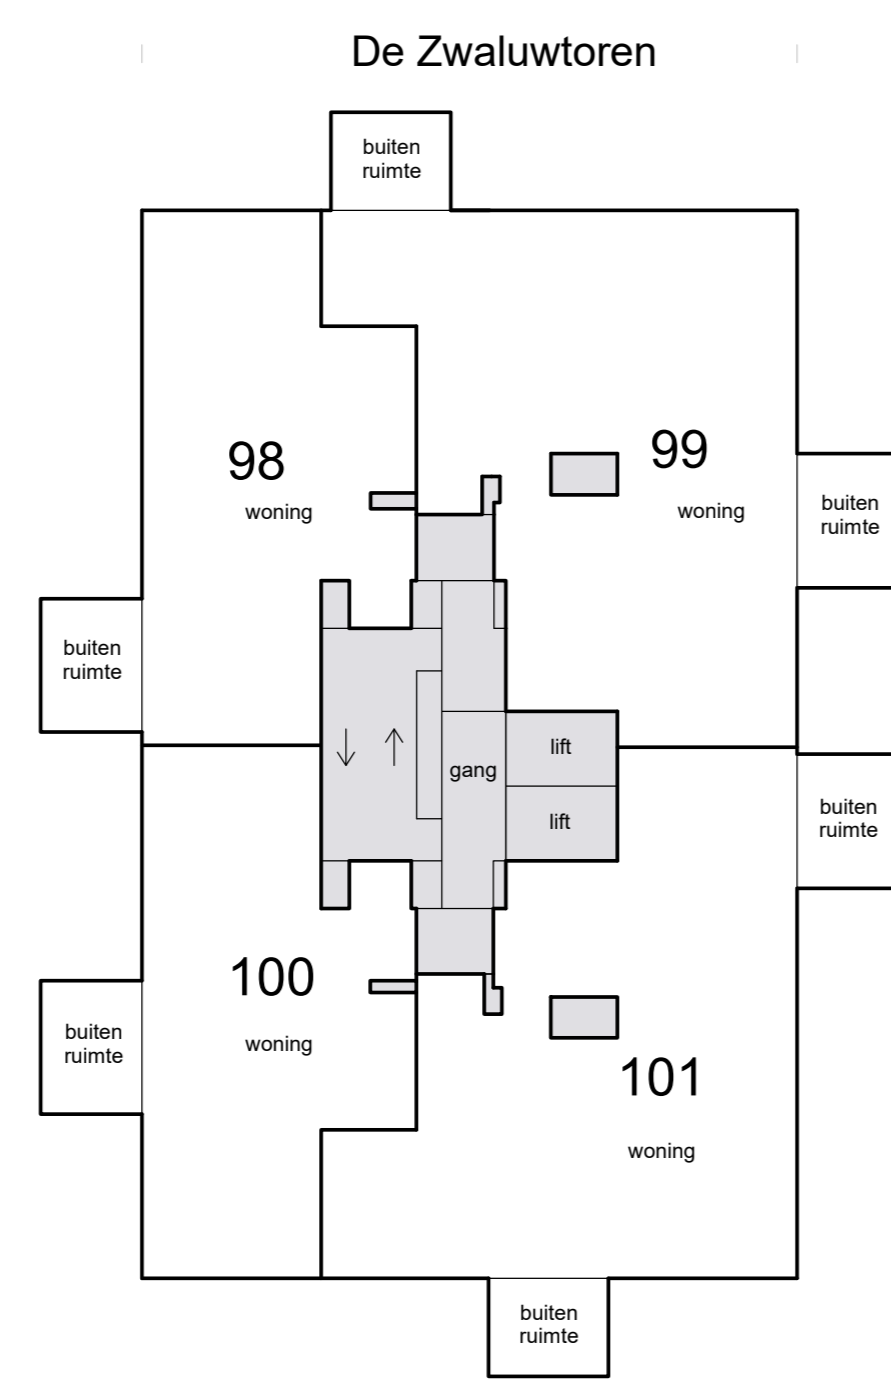 De Zwaluwtoren
buiten
ruimte
98
woning
99
woning
buiten
ruimte
buiten
ruimte
lift
gang
lift
buiten
ruimte
100
woning
buiten
ruimte
101
woning
buiten
ruimte